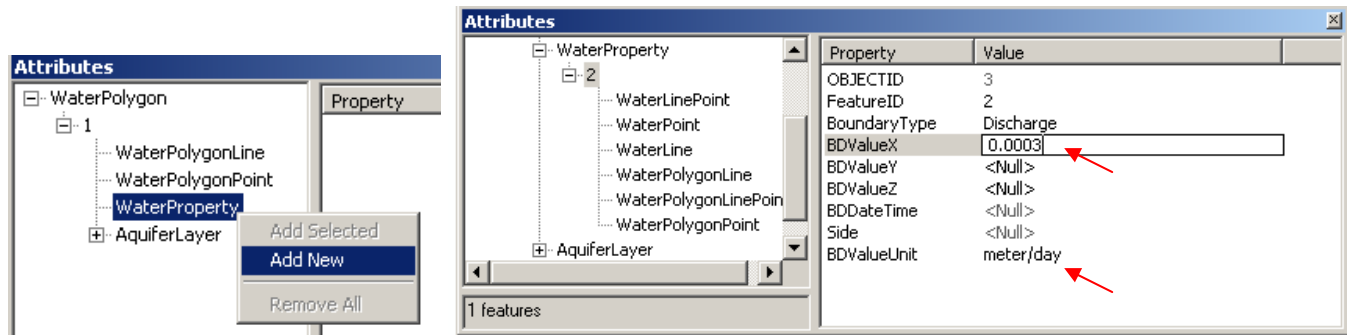 Attributes
WaterPolygon
1
WaterPolygonLine
WaterPolygonPoint
WaterProperty
AquiferLayer
Property
Add Selected
Add New
Remove All
Attributes
WaterProperty
2
WaterLinePoint
WaterPoint
WaterLine
WaterPolygonLine
WaterPolygonLinePoin
WaterPolygonPoint
AquiferLayer
1 features
Property Value
OBJECTID 3
FeatureID 2
BoundaryType Discharge
BDValueX 0.0003
BDValueY <Null>
BDValueZ <Null>
BDDateTime <Null>
Side <Null>
BDValueUnit meter/day